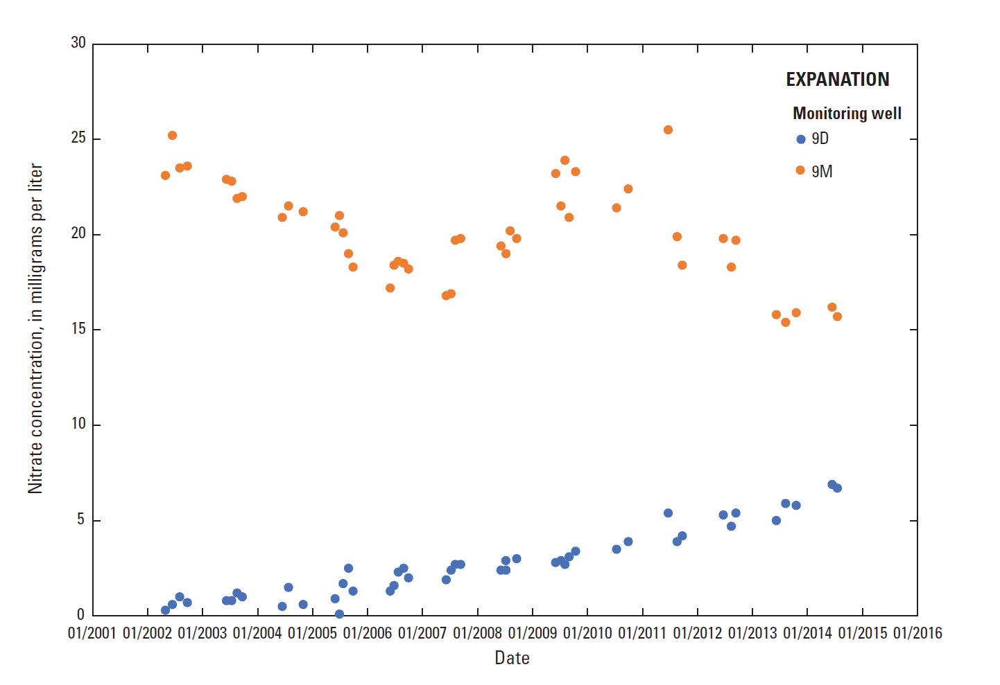 30
EXPANATION
Monitoring well
9D
9M
25
20
15
10
5
0
Nitrate concentration, in milligrams per liter
01/2001 01/2002 01/2003 01/2004 01/2005 01/2006 01/2007 01/2008 01/2009 01/2010 01/2011 01/2012 01/2013 01/2014 01/2015 01/2016
Date